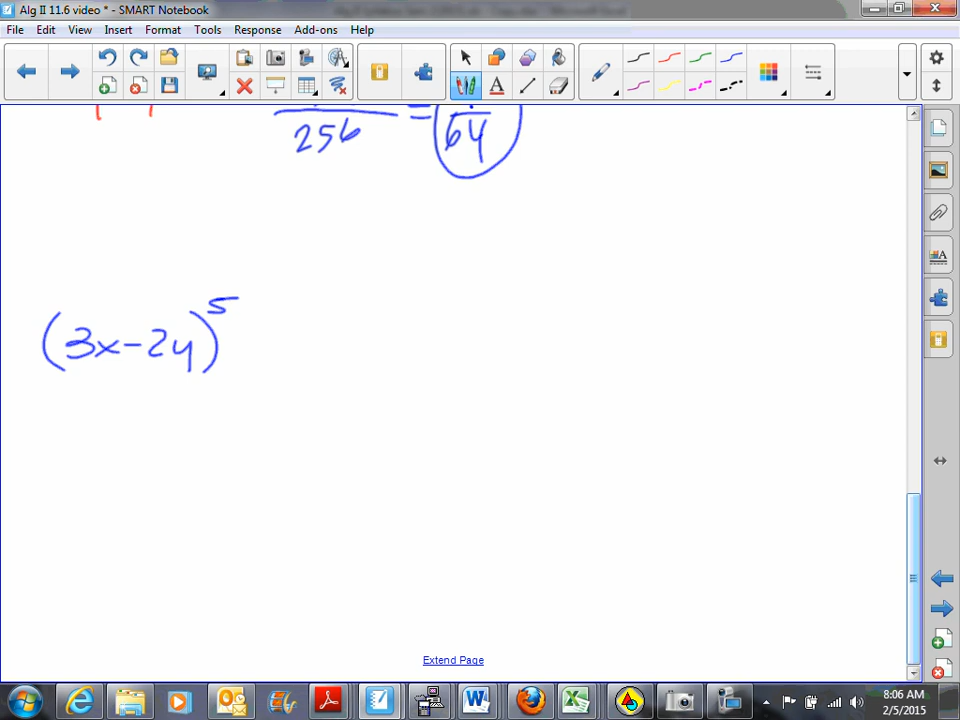 Alg II 11.6 video * - SMART Notebook
File Edit View Insert Format Tools Response Help Add-ons
256 = 64
(3x-2y)^5
Extend Page
8:06 AM
2/5/2015